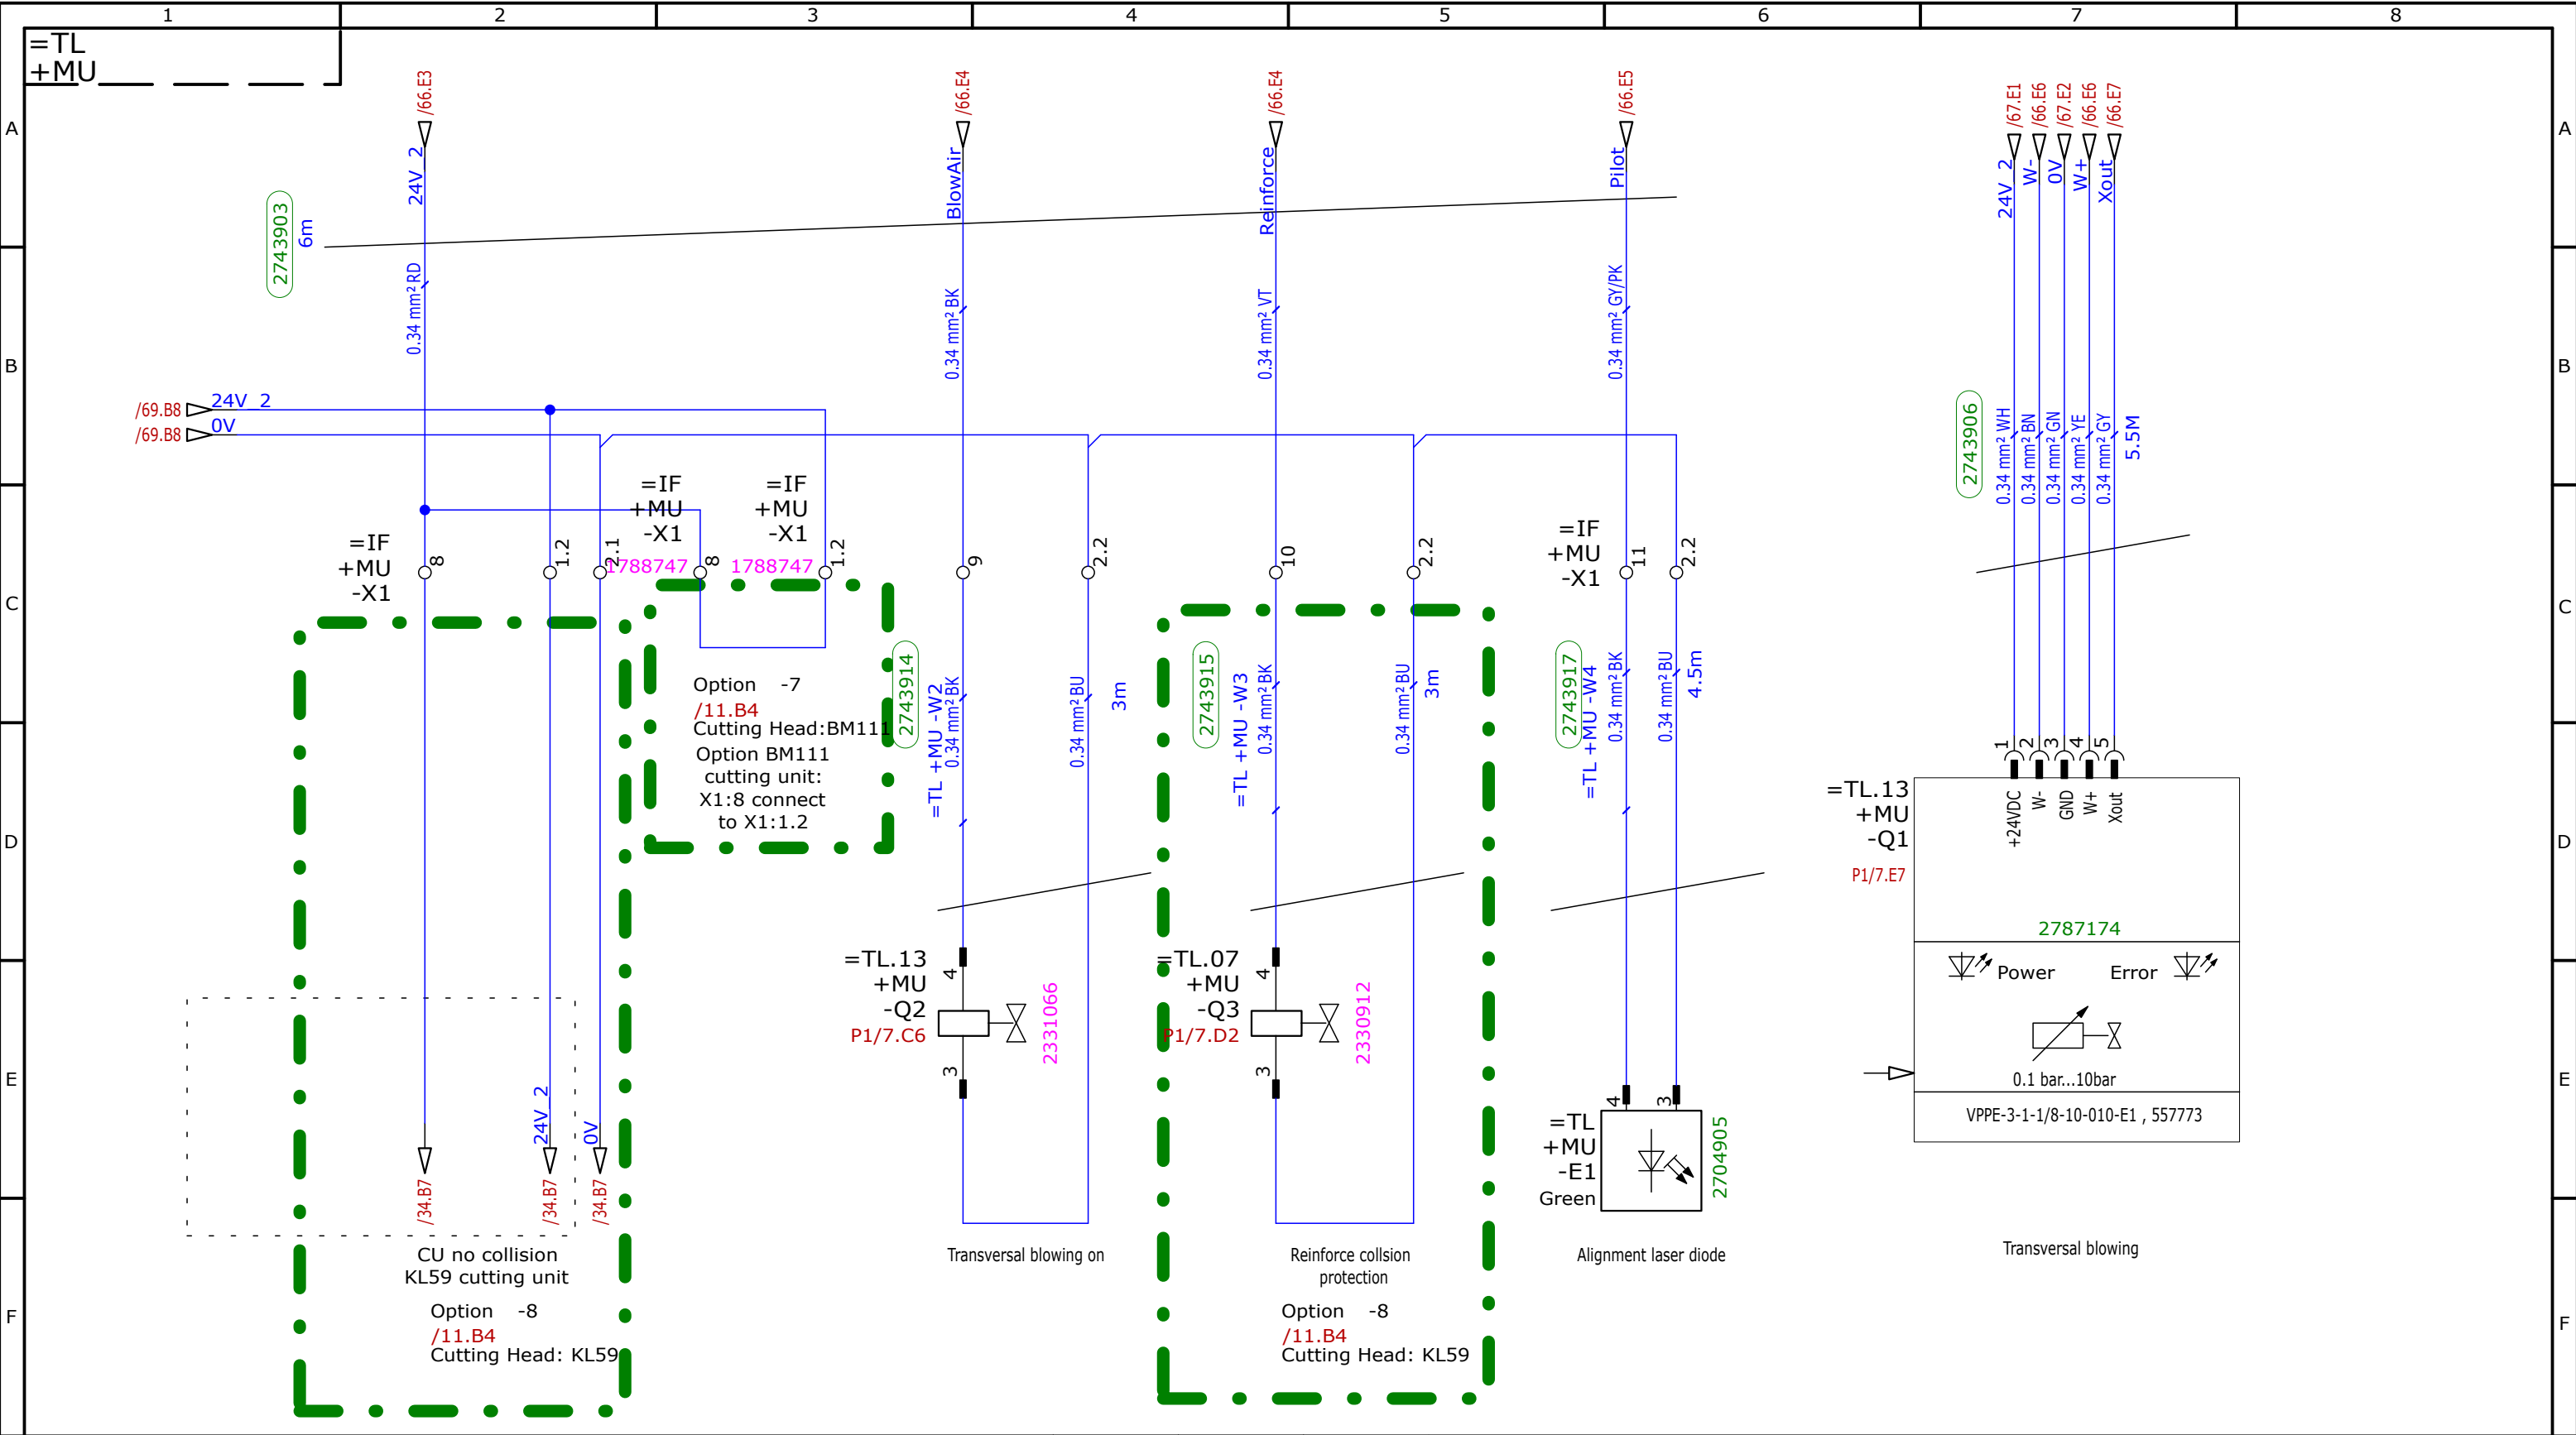 1 2 3 4 5 6 7 8
=TL
+MU
A A
B B
C C
D D
E E
F F
/66.E3
24V_2
/66.E4
BlowAir
/66.E4
Reinforce
/66.E5
Pilot
/67.E1
/66.E6
/67.E2
/66.E6
/66.E7
24V_2
W-
0V
W+
Xout
2743903
6m
0.34 mm² RD
0.34 mm² BK
0.34 mm² VT
0.34 mm² GY/PK
/69.B8 24V_2
/69.B8 0V
2743906
0.34 mm² WH
0.34 mm² BN
0.34 mm² GN
0.34 mm² YE
0.34 mm² GY
5.5M
=IF
+MU
-X1
8
1.2
2.1
=IF
+MU
-X1
1788747
8
=IF
+MU
-X1
1788747
1.2
9
2.2
10
2.2
=IF
+MU
-X1
11
2.2
Option -7
/11.B4
Cutting Head:BM111
Option BM111
cutting unit:
X1:8 connect
to X1:1.2
2743914
=TL +MU -W2
0.34 mm² BK
0.34 mm² BU
3m
2743915
=TL +MU -W3
0.34 mm² BK
0.34 mm² BU
3m
2743917
=TL +MU -W4
0.34 mm² BK
0.34 mm² BU
4.5m
1 2 3 4 5
=TL.13
+MU
-Q1
P1/7.E7
+24VDC
W-
GND
W+
Xout
2787174
Power Error
0.1 bar...10bar
VPPE-3-1-1/8-10-010-E1 , 557773
=TL.13
+MU
-Q2
P1/7.C6
4
3
2331066
=TL.07
+MU
-Q3
P1/7.D2
4
3
2330912
=TL
+MU
-E1
Green
4
3
2704905
24V_2
0V
/34.B7
/34.B7
/34.B7
CU no collision
KL59 cutting unit
Option -8
/11.B4
Cutting Head: KL59
Transversal blowing on
Reinforce collsion
protection
Option -8
/11.B4
Cutting Head: KL59
Alignment laser diode
Transversal blowing